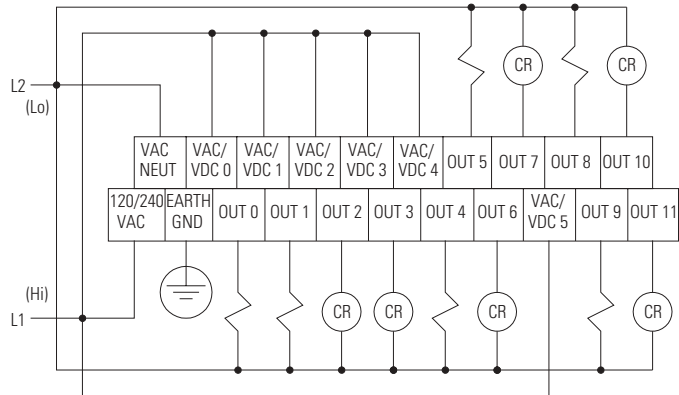 CR
CR
L2
(Lo)
VAC
NEUT
VAC/
VDC 0
VAC/
VDC 1
VAC/
VDC 2
VAC/
VDC 3
VAC/
VDC 4
OUT 5
OUT 7
OUT 8
OUT 10
120/240
VAC
EARTH
GND
OUT 0
OUT 1
OUT 2
OUT 3
OUT 4
OUT 6
VAC/
VDC 5
OUT 9
OUT 11
(Hi)
L1
CR
CR
CR
CR